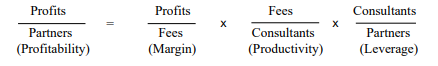 Profits Profits Fees Consultants
= x x
Partners Fees Consultants Partners
(Profitability) (Margin) (Productivity) (Leverage)